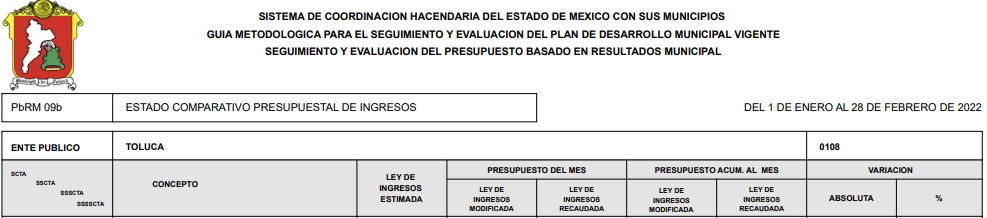 SISTEMA DE COORDINACION HACENDARIA DEL ESTADO DE MEXICO CON SUS MUNICIPIOS
GUIA METODOLOGICA PARA EL SEGUIMIENTO Y EVALUACION DEL PLAN DE DESARROLLO MUNICIPAL VIGENTE
SEGUIMIENTO Y EVALUACION DEL PRESUPUESTO BASADO EN RESULTADOS MUNICIPAL
PbRM 09b ESTADO COMPARATIVO PRESUPUESTAL DE INGRESOS DEL 1 DE ENERO AL 28 DE FEBRERO DE 2022
ENTE PUBLICO TOLUCA 0108
SCTA
SSCTA
SSSCTA
SSSSCTA
CONCEPTO
LEY DE
INGRESOS
ESTIMADA
PRESUPUESTO DEL MES
LEY DE
INGRESOS
MODIFICADA
LEY DE
INGRESOS
RECAUDADA
PRESUPUESTO ACUM. AL MES
LEY DE
INGRESOS
MODIFICADA
LEY DE
INGRESOS
RECAUDADA
VARIACION
ABSOLUTA
%